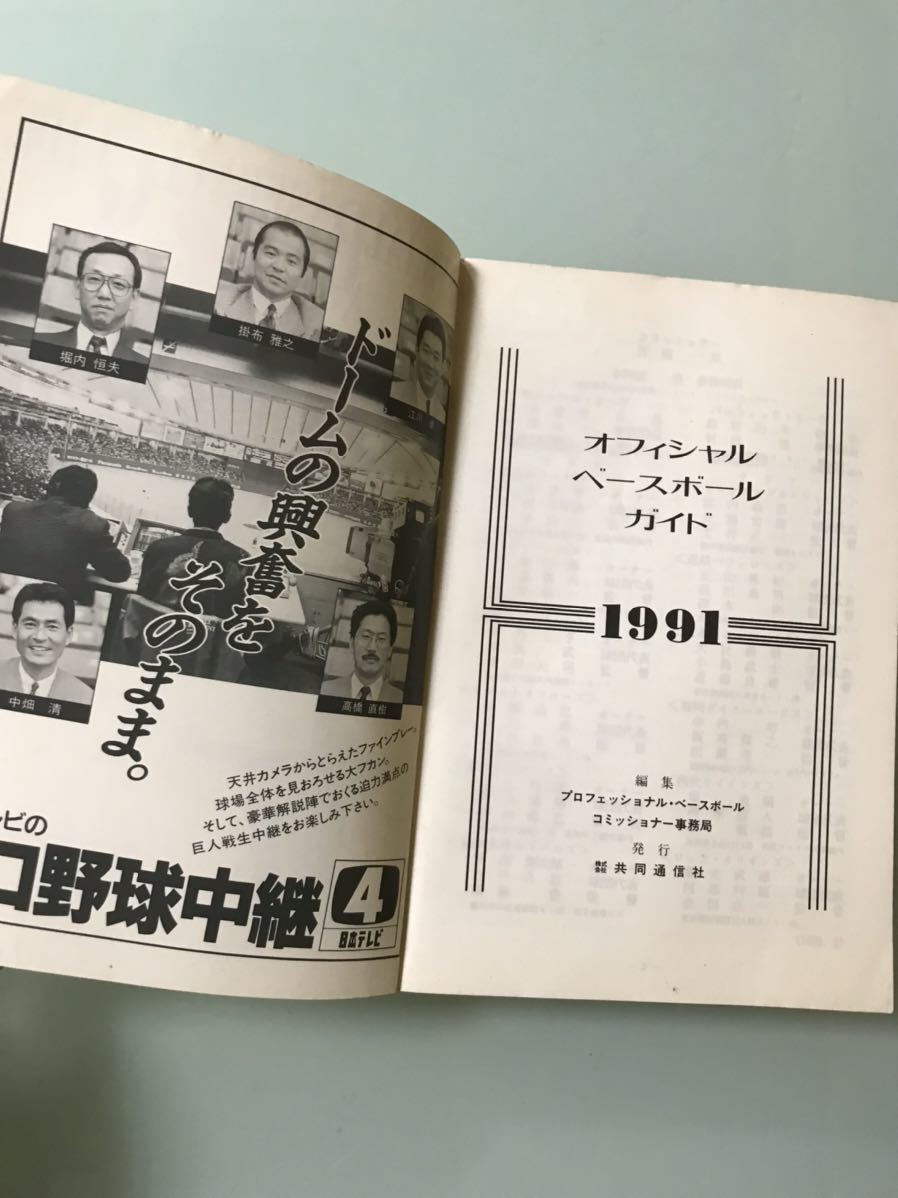 堀内 恒夫
掛布 雅之
江川
中畑 清
高橋 直樹
ドームの興奮を
そのまま。
天井カメラからとらえたファインプレー。
球場全体を見おろせる大フカン。
そして、豪華解説陣でおくる迫力満点の
巨人戦生中継をお楽しみ下さい。
レビの
ロ野球中継
4
日本テレビ
オフィシャル
ベースボール
ガイド
1991
編集
プロフェッショナル・ベースボール
コミッショナー事務局
発行
株式会社 共同通信社